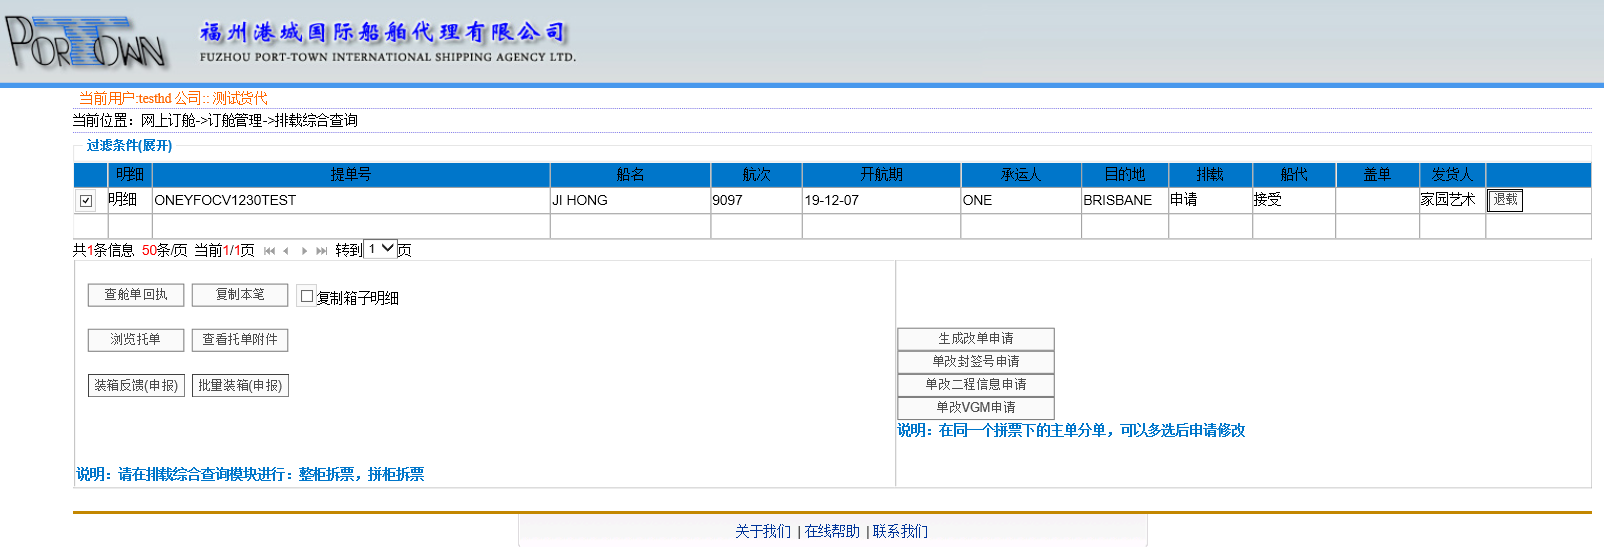 PORTTOWN
福州港城国际船舶代理有限公司
FUZHOU PORT-TOWN INTERNATIONAL SHIPPING AGENCY LTD.
当前用户:testhd 公司:: 测试货代
当前位置：网上订舱->订舱管理->排载综合查询
过滤条件(展开)
明细 提单号 船名 航次 开航期 承运人 目的地 排载 船代 盖单 发货人
明细 ONEYFOCV1230TEST JI HONG 9097 19-12-07 ONE BRISBANE 申请 接受 家园艺术 退载
共1条信息 50条/页 当前1/1页 转到 1 页
查舱单回执 复制本笔 复制箱子明细
浏览托单 查看托单附件
装箱反馈(申报) 批量装箱(申报)
说明：请在排载综合查询模块进行：整柜拆票，拼柜拆票
生成改单申请
单改封签号申请
单改二程信息申请
单改VGM申请
说明：在同一个拼票下的主单分单，可以多选后申请修改
关于我们 | 在线帮助 | 联系我们